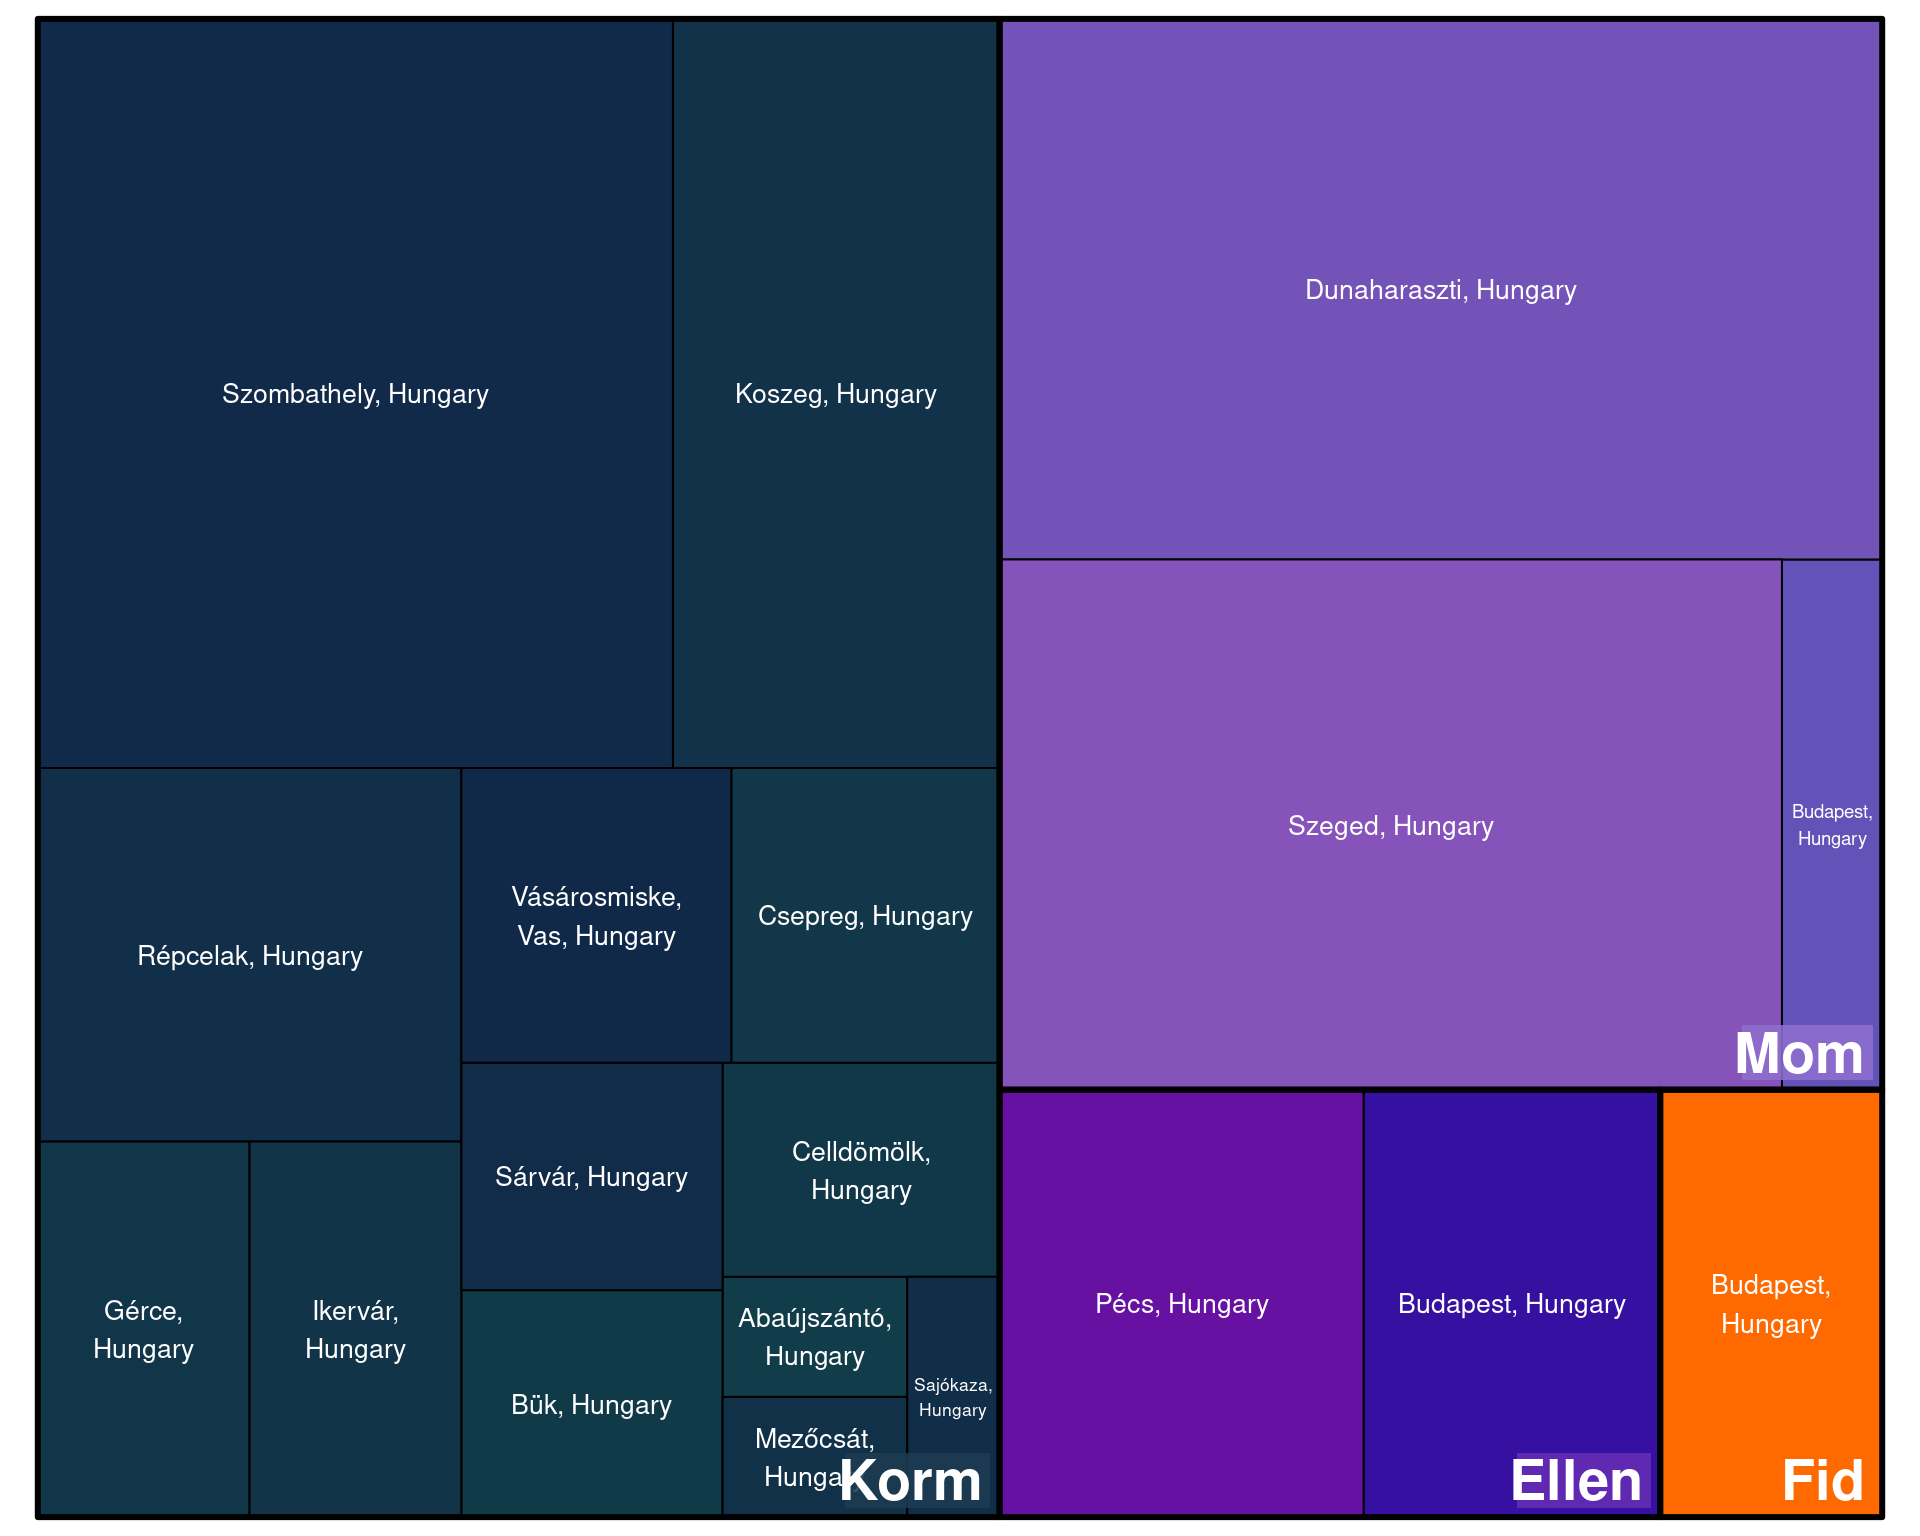 Szombathely, Hungary
Koszeg, Hungary
Dunaharaszti, Hungary
Szeged, Hungary
Budapest,
Hungary
Mom
Répcelak, Hungary
Vásárosmiske,
Vas, Hungary
Csepreg, Hungary
Sárvár, Hungary
Celldömölk,
Hungary
Gérce,
Hungary
Ikervár,
Hungary
Bük, Hungary
Abaújszántó,
Hungary
Sajókaza,
Hungary
Mezőcsát,
Hungary
Korm
Pécs, Hungary
Budapest, Hungary
Ellen
Budapest,
Hungary
Fid